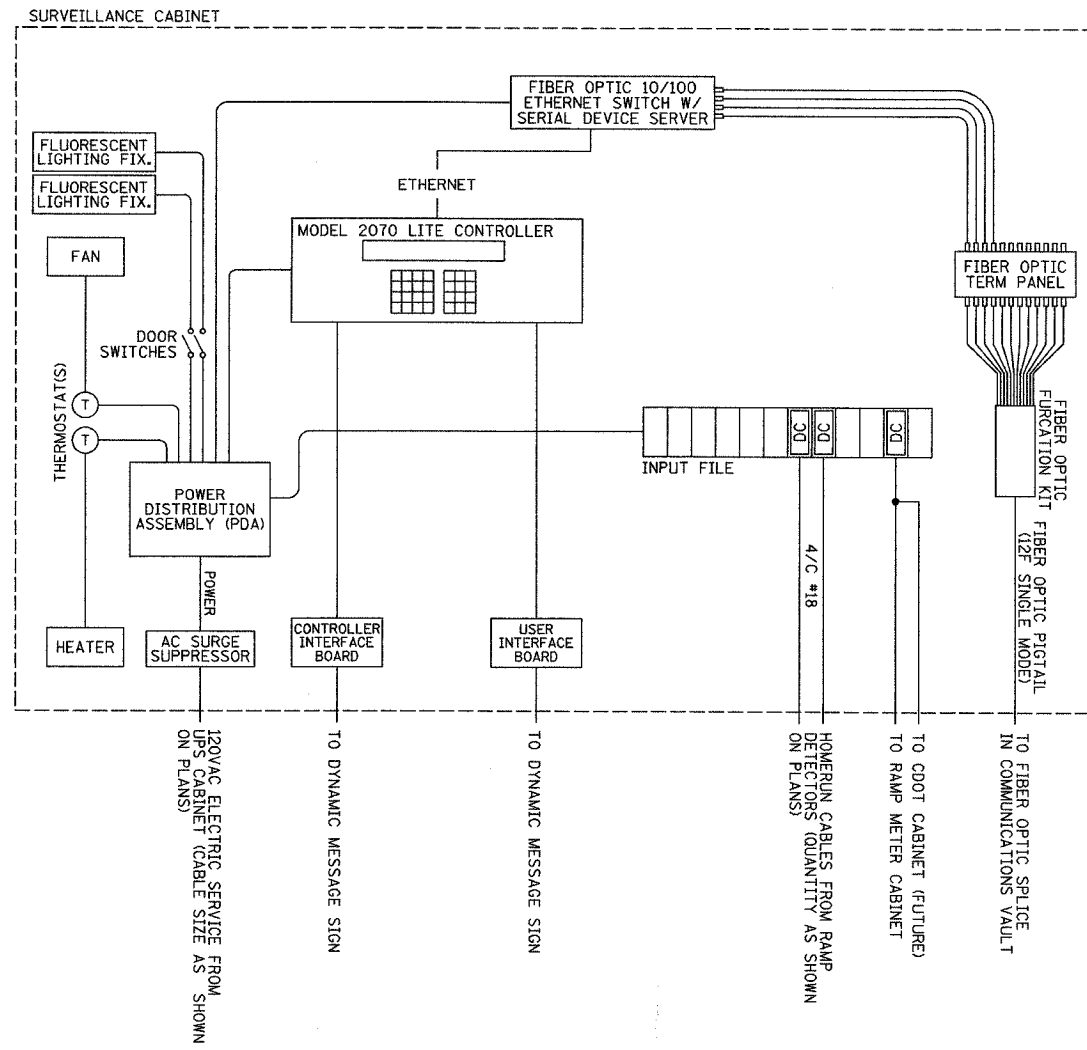 SURVEILLANCE CABINET
FIBER OPTIC 10/100
ETHERNET SWITCH W/
SERIAL DEVICE SERVER
FLUORESCENT
LIGHTING FIX.
FLUORESCENT
LIGHTING FIX.
ETHERNET
MODEL 2070 LITE CONTROLLER
FAN
FIBER OPTIC
TERM PANEL
DOOR
SWITCHES
THERMOSTAT(S)
T
T
DC
DC
DC
INPUT FILE
FIBER OPTIC
FURCATION KIT
POWER
DISTRIBUTION
ASSEMBLY (PDA)
4/C #18
FIBER OPTIC PIGTAIL
(12F SINGLE MODE)
POWER
HEATER
AC SURGE
SUPPRESSOR
CONTROLLER
INTERFACE
BOARD
USER
INTERFACE
BOARD
120VAC ELECTRIC SERVICE FROM
UPS CABINET (CABLE SIZE AS SHOWN
ON PLANS)
TO DYNAMIC MESSAGE SIGN
TO DYNAMIC MESSAGE SIGN
HOMERUN CABLES FROM RAMP
DETECTORS (QUANTITY AS SHOWN
ON PLANS)
TO CDOT CABINET (FUTURE)
TO RAMP METER CABINET
TO FIBER OPTIC SPLICE
IN COMMUNICATIONS VAULT